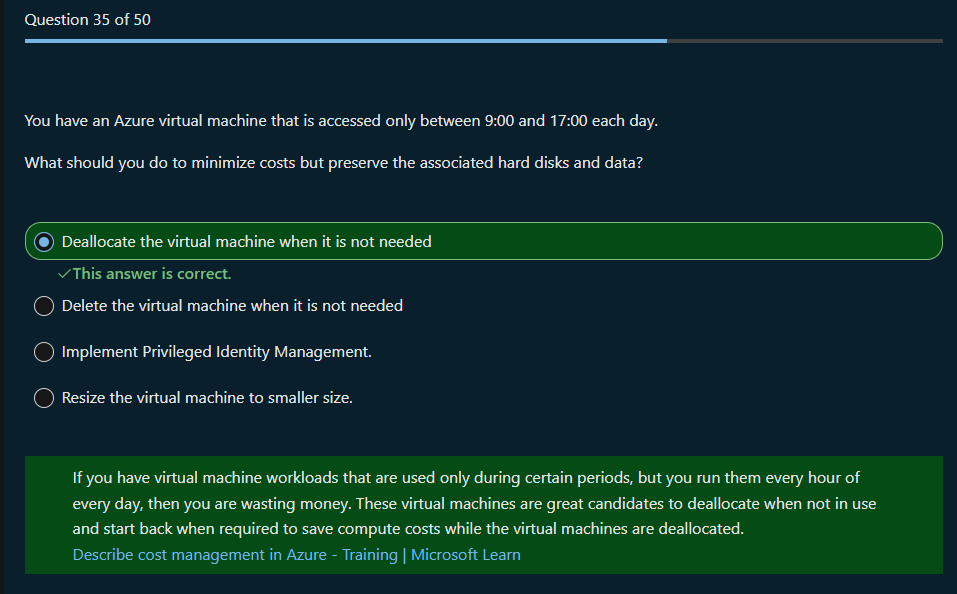 Question 35 of 50
You have an Azure virtual machine that is accessed only between 9:00 and 17:00 each day.
What should you do to minimize costs but preserve the associated hard disks and data?
Deallocate the virtual machine when it is not needed
This answer is correct.
Delete the virtual machine when it is not needed
Implement Privileged Identity Management.
Resize the virtual machine to smaller size.
If you have virtual machine workloads that are used only during certain periods, but you run them every hour of
every day, then you are wasting money. These virtual machines are great candidates to deallocate when not in use
and start back when required to save compute costs while the virtual machines are deallocated.
Describe cost management in Azure - Training | Microsoft Learn